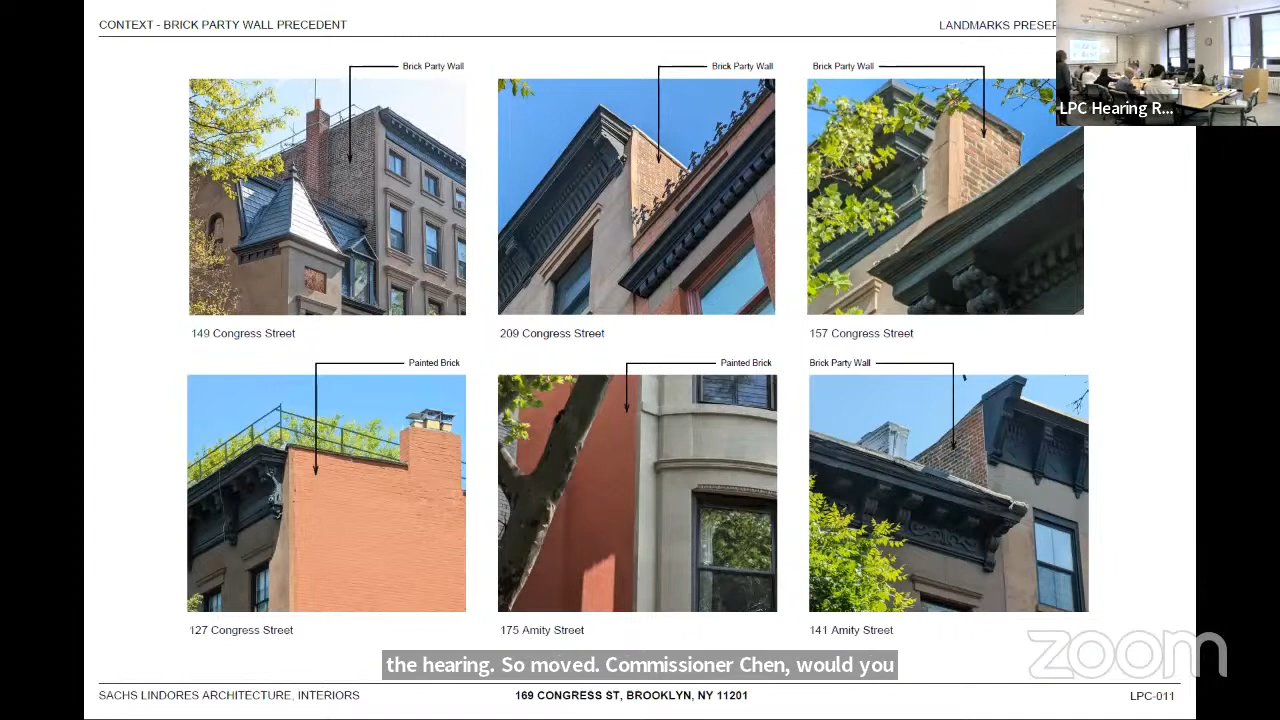 CONTEXT - BRICK PARTY WALL PRECEDENT
LANDMARKS PRESER
LPC Hearing R...
Brick Party Wall
Brick Party Wall
Brick Party Wall
149 Congress Street
209 Congress Street
157 Congress Street
Painted Brick
Painted Brick
Brick Party Wall
127 Congress Street
175 Amity Street
141 Amity Street
zoom
the hearing. So moved. Commissioner Chen, would you
SACHS LINDORES ARCHITECTURE, INTERIORS
169 CONGRESS ST, BROOKLYN, NY 11201
LPC-011